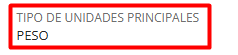 TIPO DE UNIDADES PRINCIPALES
PESO